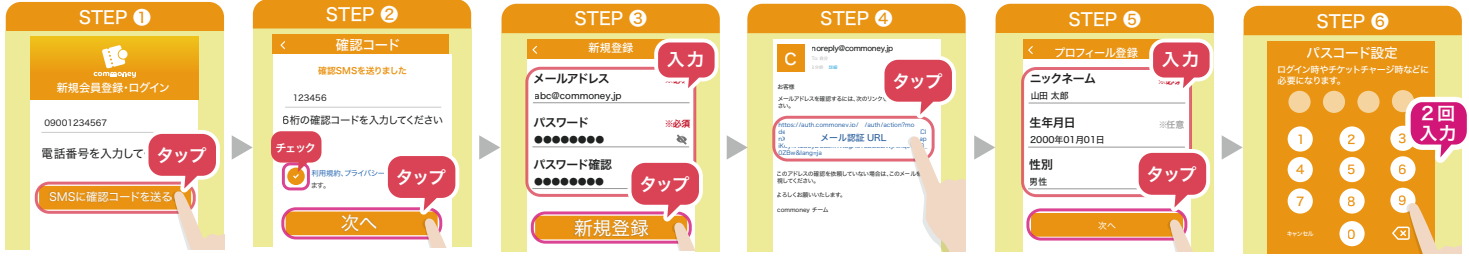 STEP ❶
commoney
新規会員登録・ログイン
09001234567
電話番号を入力して
タップ
SMSに確認コードを送る
STEP ❷
確認コード
確認SMSを送りました
123456
6桁の確認コードを入力してください
チェック
利用規約、プライバシー
ます。
タップ
次へ
STEP ❸
新規登録
入力
メールアドレス
abc@commoney.jp
パスワード ※必須
●●●●●●●●
パスワード確認
●●●●●●●●
タップ
新規登録
STEP ❹
C
noreply@commoney.jp
タップ
お客様
メールアドレスを確認するには、次のリンク
さい。
https://auth.commoney.jp/ /auth/action?mo
メール認証 URL
0ZBw&lang=ja
このアドレスの確認を依頼していない場合は、このメールを
視してください。
よろしくお願いいたします。
commoney チーム
STEP ❺
プロフィール登録
入力
ニックネーム
山田 太郎
生年月日 ※任意
2000年01月01日
性別
男性
タップ
次へ
STEP ❻
パスコード設定
ログイン時やチケットチャージ時などに
必要になります。
2回
入力
1 2 3
4 5 6
7 8 9
キャンセル 0